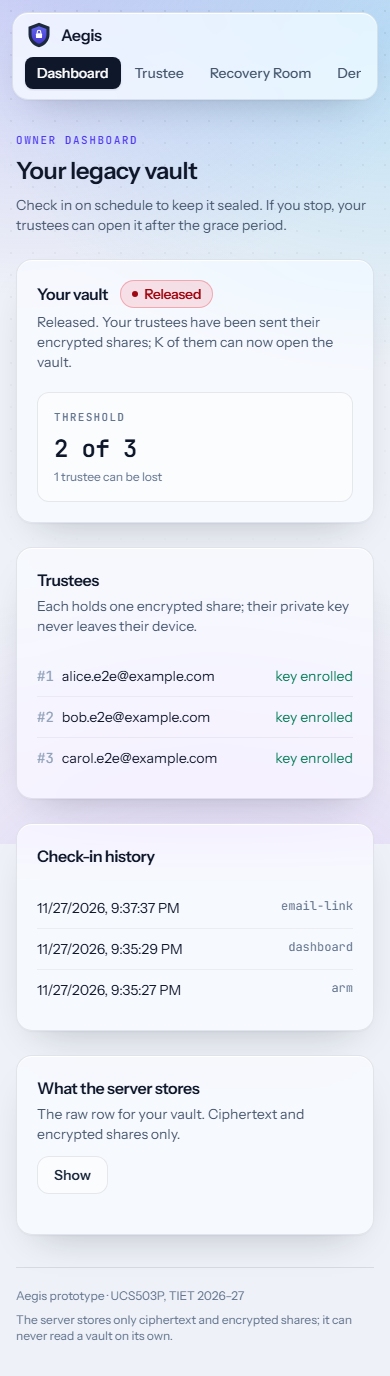 Aegis
Dashboard Trustee Recovery Room Der
OWNER DASHBOARD
Your legacy vault
Check in on schedule to keep it sealed. If you stop, your
trustees can open it after the grace period.
Your vault Released
Released. Your trustees have been sent their
encrypted shares; K of them can now open the
vault.
THRESHOLD
2 of 3
1 trustee can be lost
Trustees
Each holds one encrypted share; their private key
never leaves their device.
#1 alice.e2e@example.com key enrolled
#2 bob.e2e@example.com key enrolled
#3 carol.e2e@example.com key enrolled
Check-in history
11/27/2026, 9:37:37 PM email-link
11/27/2026, 9:35:29 PM dashboard
11/27/2026, 9:35:27 PM arm
What the server stores
The raw row for your vault. Ciphertext and
encrypted shares only.
Show
Aegis prototype · UCS503P, TIET 2026–27
The server stores only ciphertext and encrypted shares; it can
never read a vault on its own.